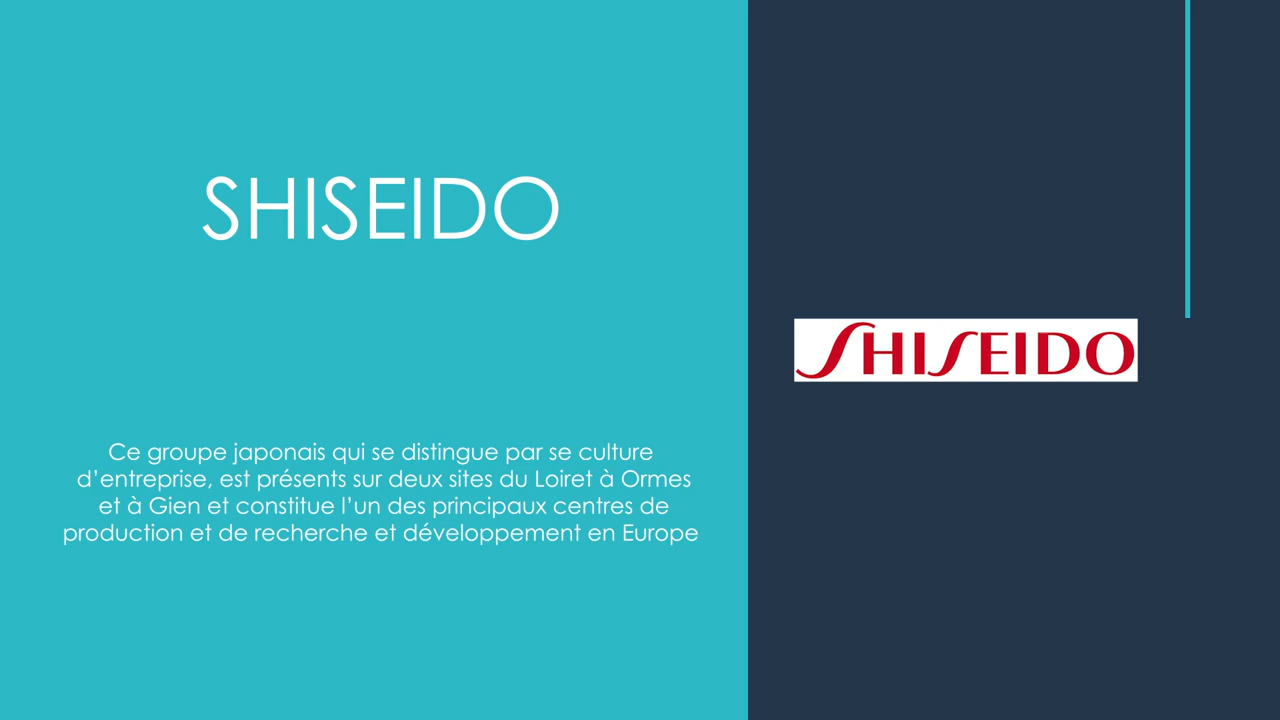 SHISEIDO
Ce groupe japonais qui se distingue par se culture
d’entreprise, est présents sur deux sites du Loiret à Ormes
et à Gien et constitue l’un des principaux centres de
production et de recherche et développement en Europe
SHISEIDO